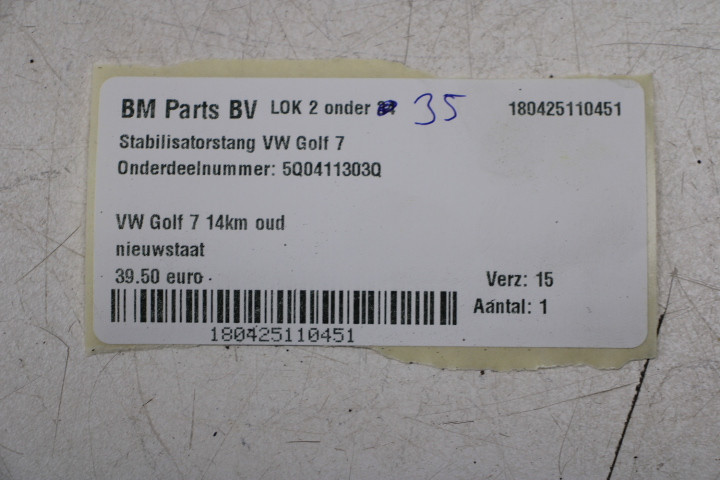 BM Parts BV LOK 2 onder 35 180425110451
Stabilisatorstang VW Golf 7
Onderdeelnummer: 5Q0411303Q
VW Golf 7 14km oud
nieuwstaat
39.50 euro Verz: 15
Aantal: 1
180425110451